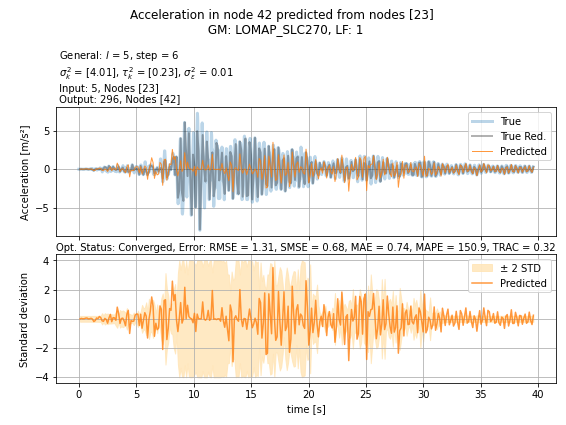 Acceleration in node 42 predicted from nodes [23]
GM: LOMAP_SLC270, LF: 1
General: l = 5, step = 6
σ²ₖ = [4.01], τ²ₖ = [0.23], σ²ε = 0.01
Input: 5, Nodes [23]
Output: 296, Nodes [42]
Acceleration [m/s²]
5
0
−5
True
True Red.
Predicted
Opt. Status: Converged, Error: RMSE = 1.31, SMSE = 0.68, MAE = 0.74, MAPE = 150.9, TRAC = 0.32
Standard deviation
4
2
0
−2
−4
± 2 STD
Predicted
0 5 10 15 20 25 30 35 40
time [s]